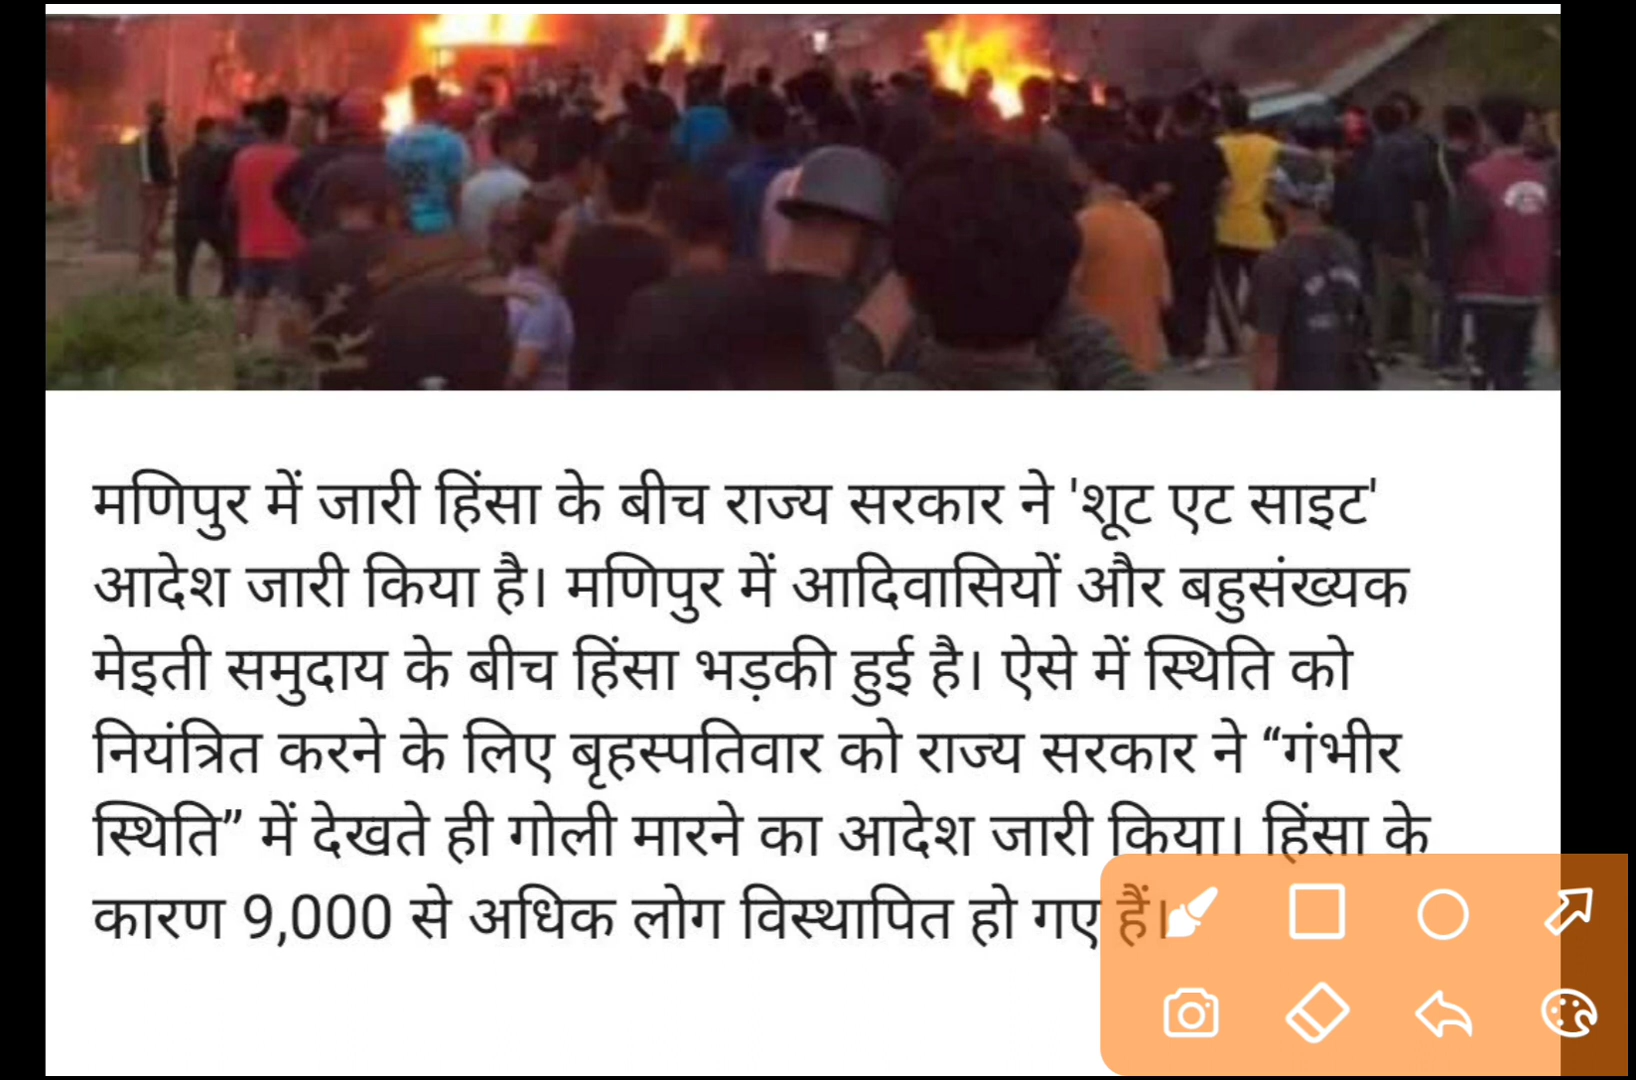 मणिपुर में जारी हिंसा के बीच राज्य सरकार ने 'शूट एट साइट'
आदेश जारी किया है। मणिपुर में आदिवासियों और बहुसंख्यक
मेइती समुदाय के बीच हिंसा भड़की हुई है। ऐसे में स्थिति को
नियंत्रित करने के लिए बृहस्पतिवार को राज्य सरकार ने “गंभीर
स्थिति” में देखते ही गोली मारने का आदेश जारी किया। हिंसा के
कारण 9,000 से अधिक लोग विस्थापित हो गए हैं।